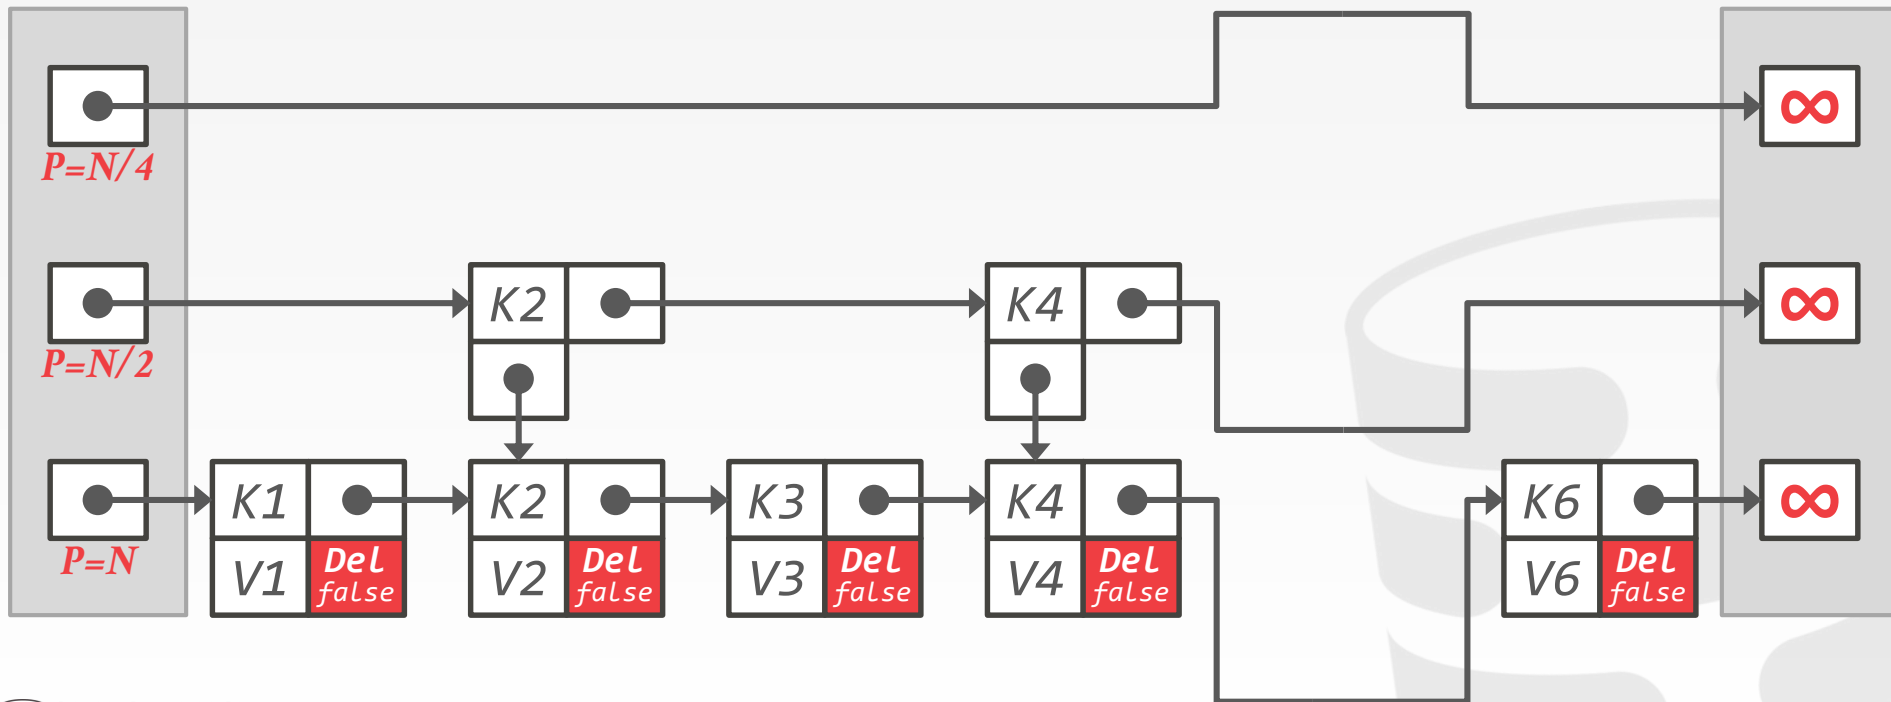 ∞
P=N/4
K2 K4 ∞
P=N/2
K1 K2 K3 K4 K6 ∞
P=N
V1 Del false V2 Del false V3 Del false V4 Del false V6 Del false